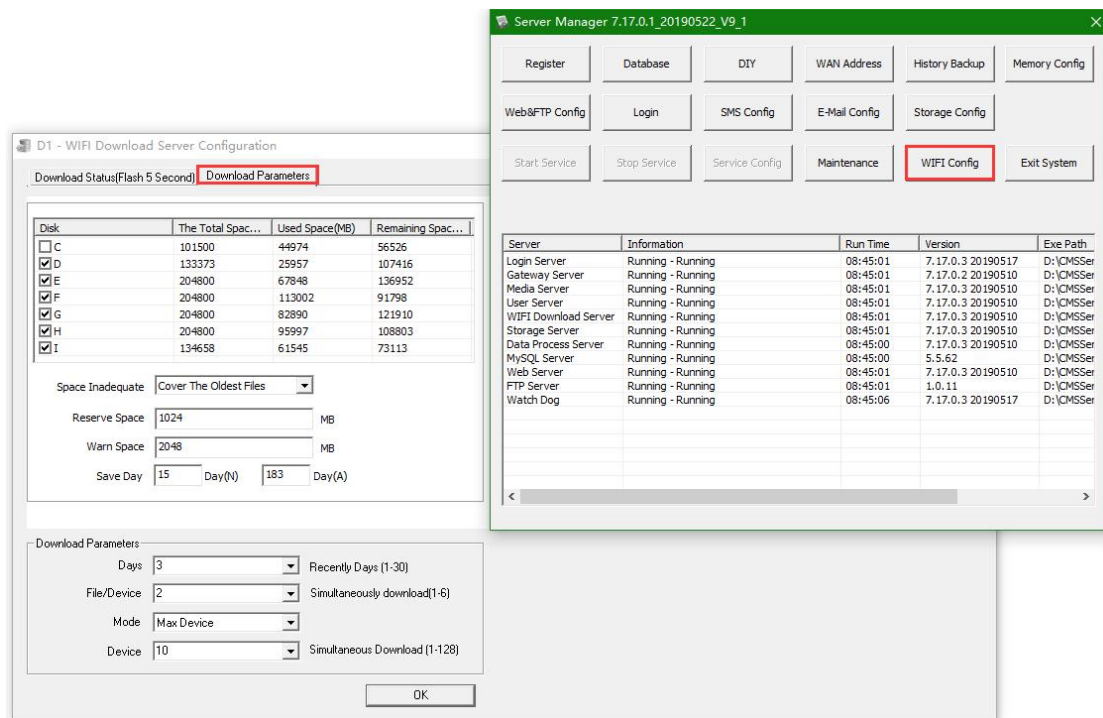 Server Manager 7.17.0.1_20190522_V9_1
Register Database DIY WAN Address History Backup Memory Config
Web&FTP Config Login SMS Config E-Mail Config Storage Config
Start Service Stop Service Service Config Maintenance WIFI Config Exit System
Server Information Run Time Version Exe Path
Login Server Running - Running 08:45:01 7.17.0.3 20190517 D:\CMSSer
Gateway Server Running - Running 08:45:01 7.17.0.2 20190510 D:\CMSSer
Media Server Running - Running 08:45:01 7.17.0.3 20190510 D:\CMSSer
User Server Running - Running 08:45:01 7.17.0.3 20190510 D:\CMSSer
WIFI Download Server Running - Running 08:45:01 7.17.0.3 20190510 D:\CMSSer
Storage Server Running - Running 08:45:01 7.17.0.3 20190510 D:\CMSSer
Data Process Server Running - Running 08:45:00 7.17.0.3 20190510 D:\CMSSer
MySQL Server Running - Running 08:45:00 5.5.62 D:\CMSSer
Web Server Running - Running 08:45:01 7.17.0.3 20190510 D:\CMSSer
FTP Server Running - Running 08:45:01 1.0.11 D:\CMSSer
Watch Dog Running - Running 08:45:06 7.17.0.3 20190517 D:\CMSSer
D1 - WIFI Download Server Configuration
Download Status(Flash 5 Second) Download Parameters
Disk The Total Spac... Used Space(MB) Remaining Spac...
C 101500 44974 56526
D 133373 25957 107416
E 204800 67848 136952
F 204800 113002 91798
G 204800 82890 121910
H 204800 95997 108803
I 134658 61545 73113
Space Inadequate Cover The Oldest Files
Reserve Space 1024 MB
Warn Space 2048 MB
Save Day 15 Day(N) 183 Day(A)
Download Parameters
Days 3 Recently Days (1-30)
File/Device 2 Simultaneously download(1-6)
Mode Max Device
Device 10 Simultaneous Download (1-128)
OK